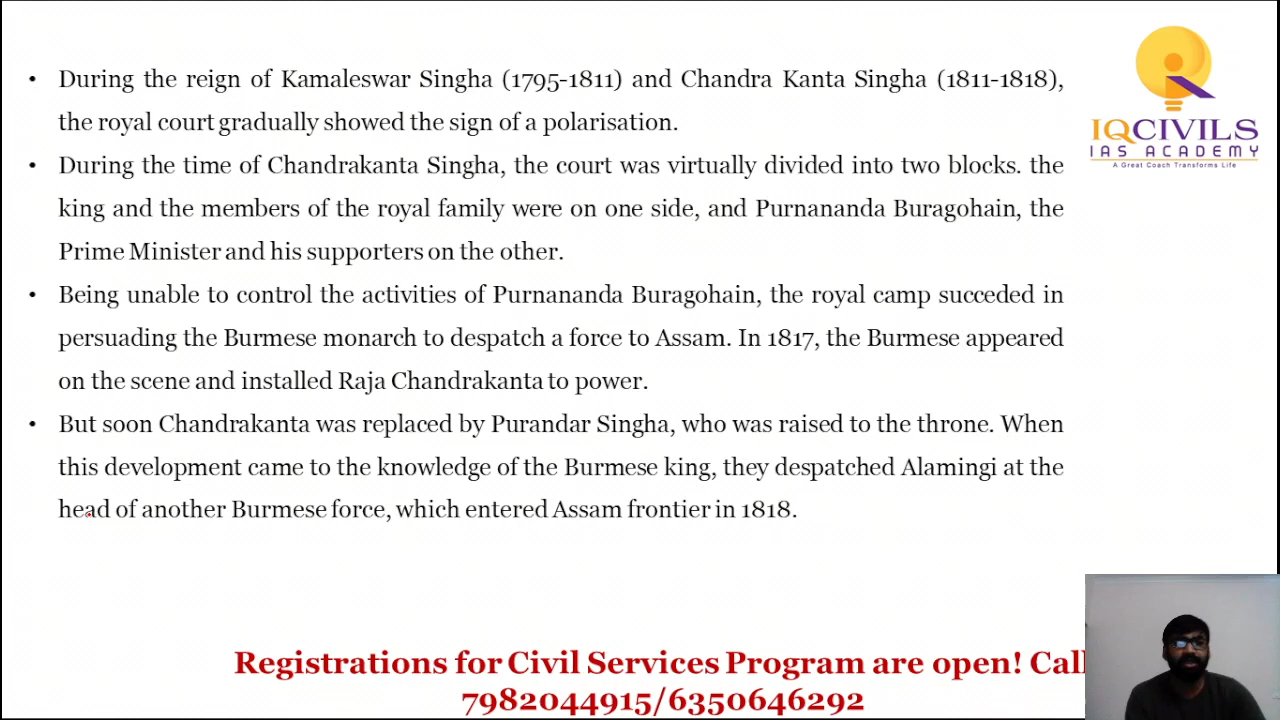 • During the reign of Kamaleswar Singha (1795-1811) and Chandra Kanta Singha (1811-1818),
the royal court gradually showed the sign of a polarisation.
• During the time of Chandrakanta Singha, the court was virtually divided into two blocks. the
king and the members of the royal family were on one side, and Purnananda Buragohain, the
Prime Minister and his supporters on the other.
• Being unable to control the activities of Purnananda Buragohain, the royal camp succeded in
persuading the Burmese monarch to despatch a force to Assam. In 1817, the Burmese appeared
on the scene and installed Raja Chandrakanta to power.
• But soon Chandrakanta was replaced by Purandar Singha, who was raised to the throne. When
this development came to the knowledge of the Burmese king, they despatched Alamingi at the
head of another Burmese force, which entered Assam frontier in 1818.
IQCIVILS
IAS ACADEMY
A Great Coach Transforms Life
Registrations for Civil Services Program are open! Call
7982044915/6350646292